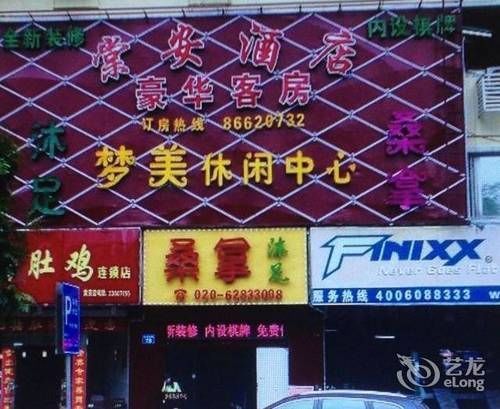 全新装修
内设棋牌
棠安酒店
豪华客房
订房热线 86620732
沐足
桑拿
梦美休闲中心
肚鸡 连锁店
桑拿 沐足
☎ 020-62833098
FINIXX®
Never Goes Flat
服务热线 4006088333 w
新装修 内设棋牌 免费
P
艺龙
eLong